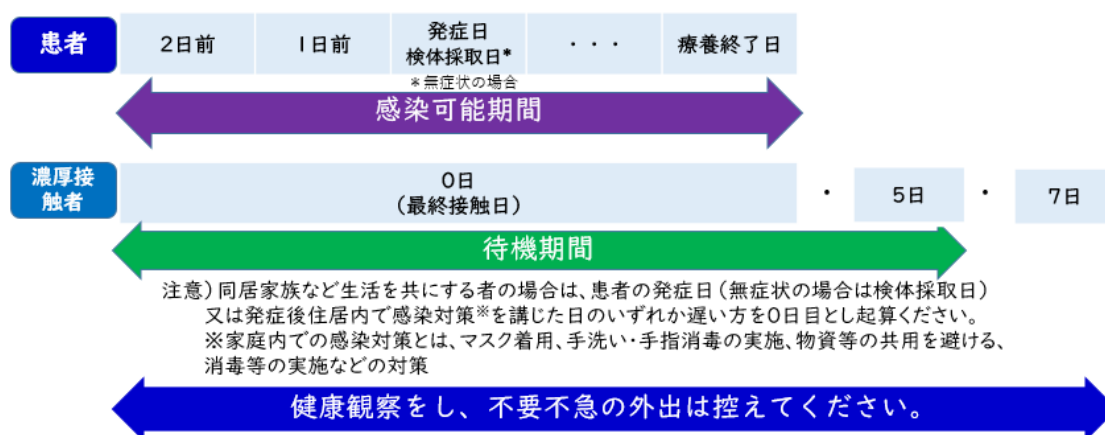 患者
2日前
1日前
発症日
検体採取日*
・・・
療養終了日
*無症状の場合
感染可能期間
濃厚接
触者
0日
(最終接触日)
・
5日
・
7日
待機期間
注意)同居家族など生活を共にする者の場合は、患者の発症日(無症状の場合は検体採取日)
又は発症後住居内で感染対策※を講じた日のいずれか遅い方を0日目とし起算ください。
※家庭内での感染対策とは、マスク着用、手洗い・手指消毒の実施、物資等の共用を避ける、
消毒等の実施などの対策
健康観察をし、不要不急の外出は控えてください。